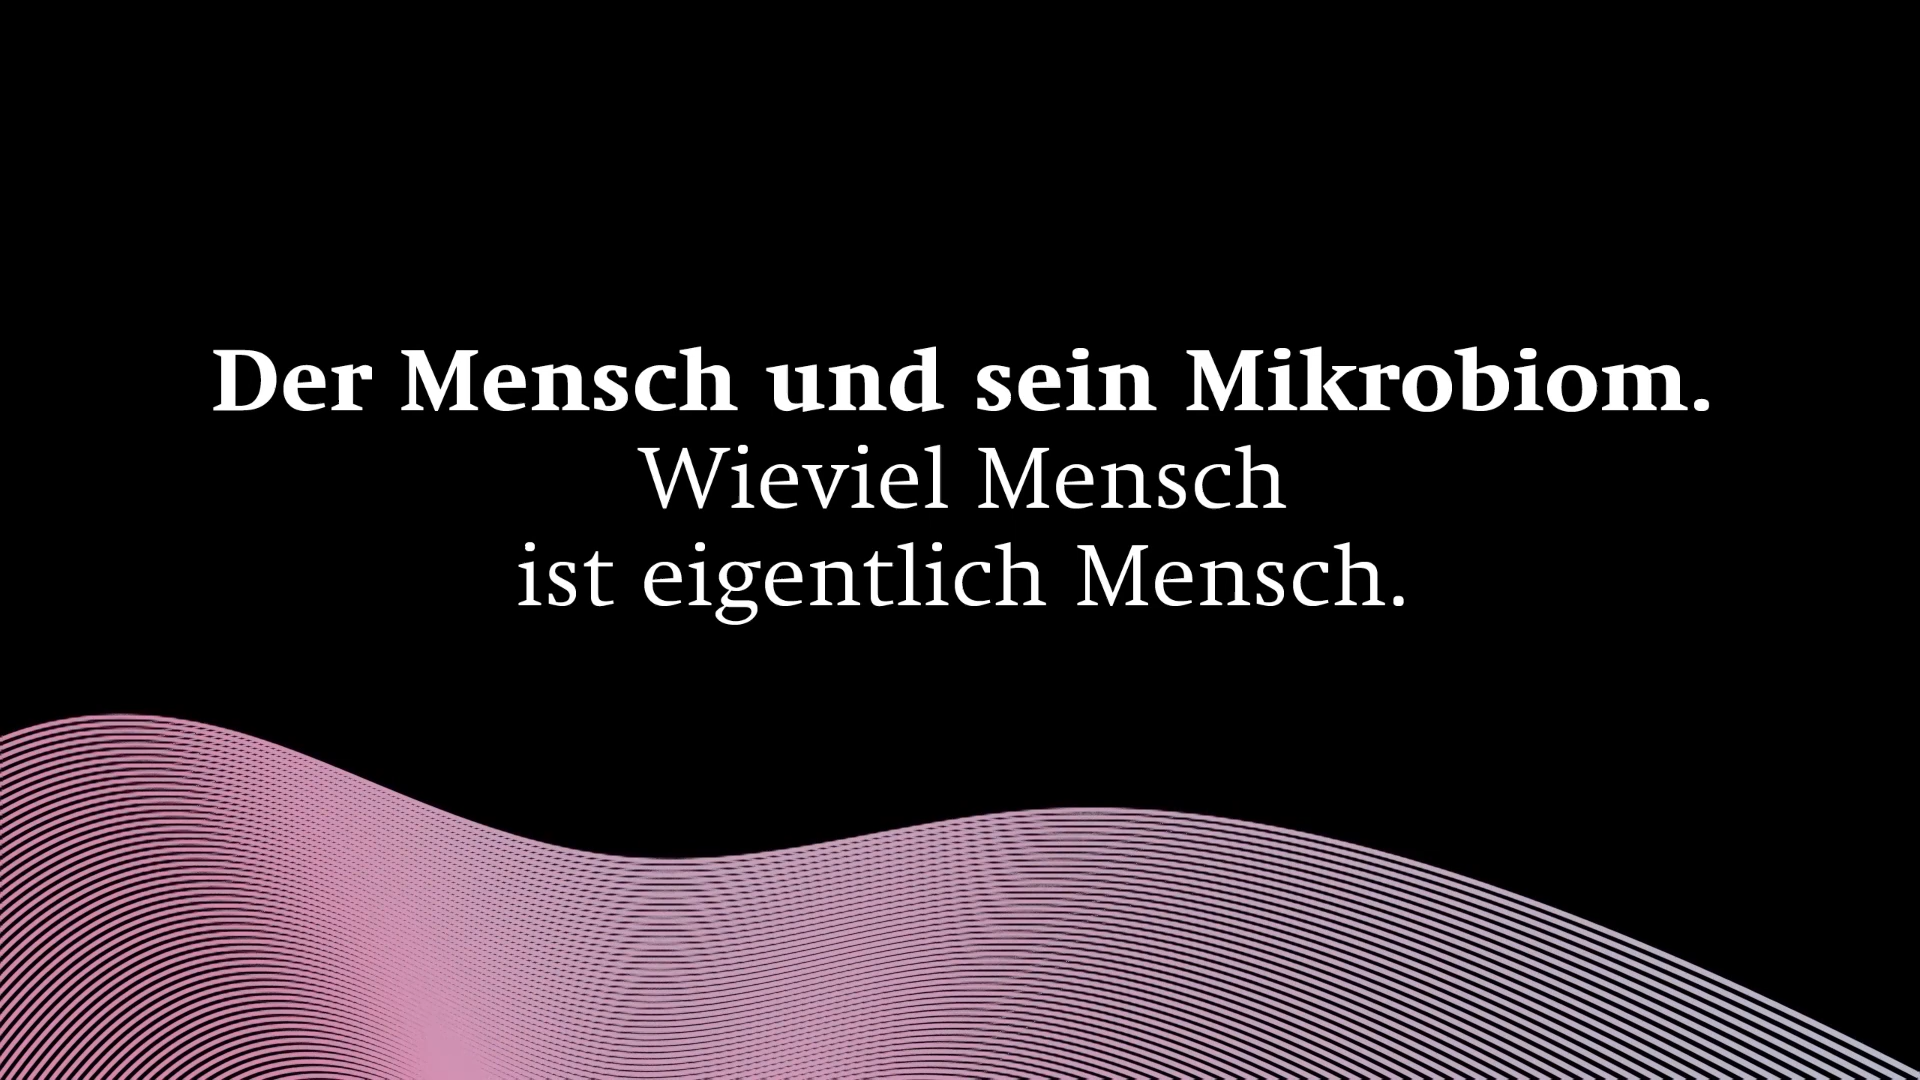 Der Mensch und sein Mikrobiom.
Wieviel Mensch
ist eigentlich Mensch.